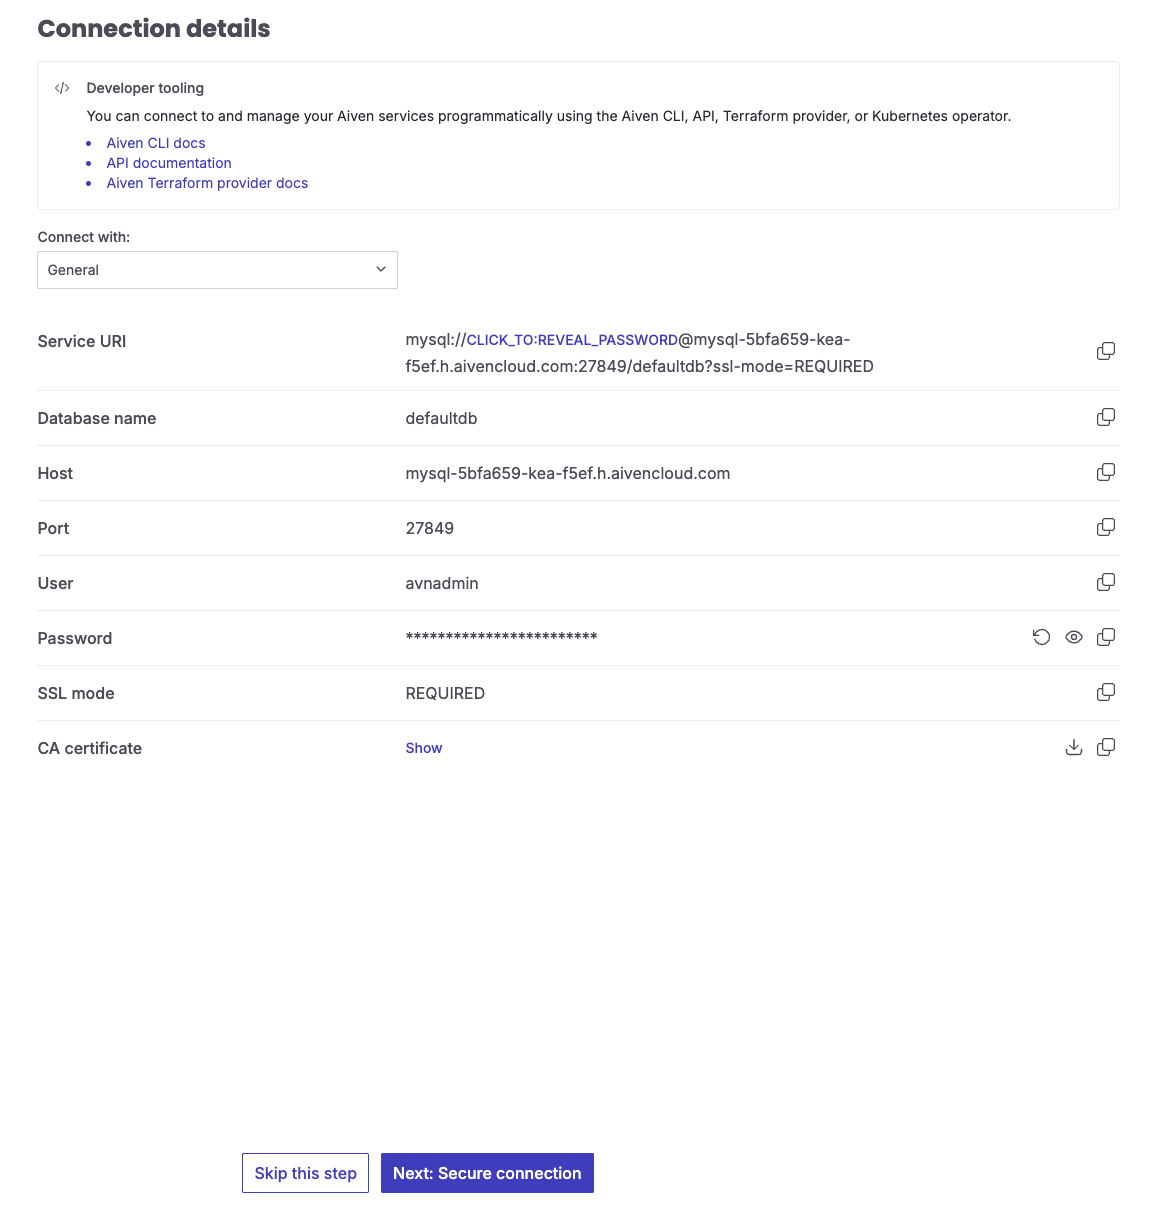 Connection details
Developer tooling
You can connect to and manage your Aiven services programmatically using the Aiven CLI, API, Terraform provider, or Kubernetes operator.
Aiven CLI docs
API documentation
Aiven Terraform provider docs
Connect with:
General
Service URI
mysql://CLICK_TO:REVEAL_PASSWORD@mysql-5bfa659-kea-
f5ef.h.aivencloud.com:27849/defaultdb?ssl-mode=REQUIRED
Database name
defaultdb
Host
mysql-5bfa659-kea-f5ef.h.aivencloud.com
Port
27849
User
avnadmin
Password
************************
SSL mode
REQUIRED
CA certificate
Show
Skip this step
Next: Secure connection